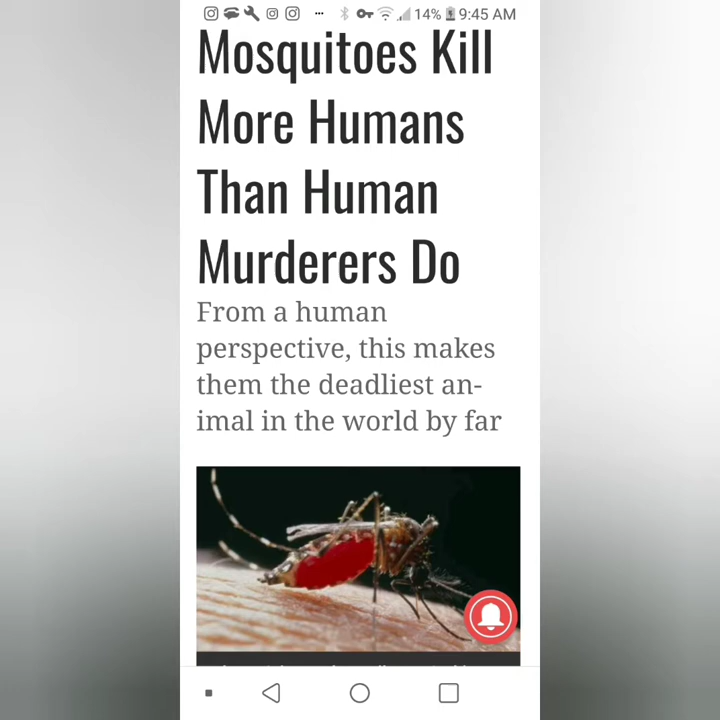 14% 9:45 AM
Mosquitoes Kill
More Humans
Than Human
Murderers Do
From a human
perspective, this makes
them the deadliest an-
imal in the world by far